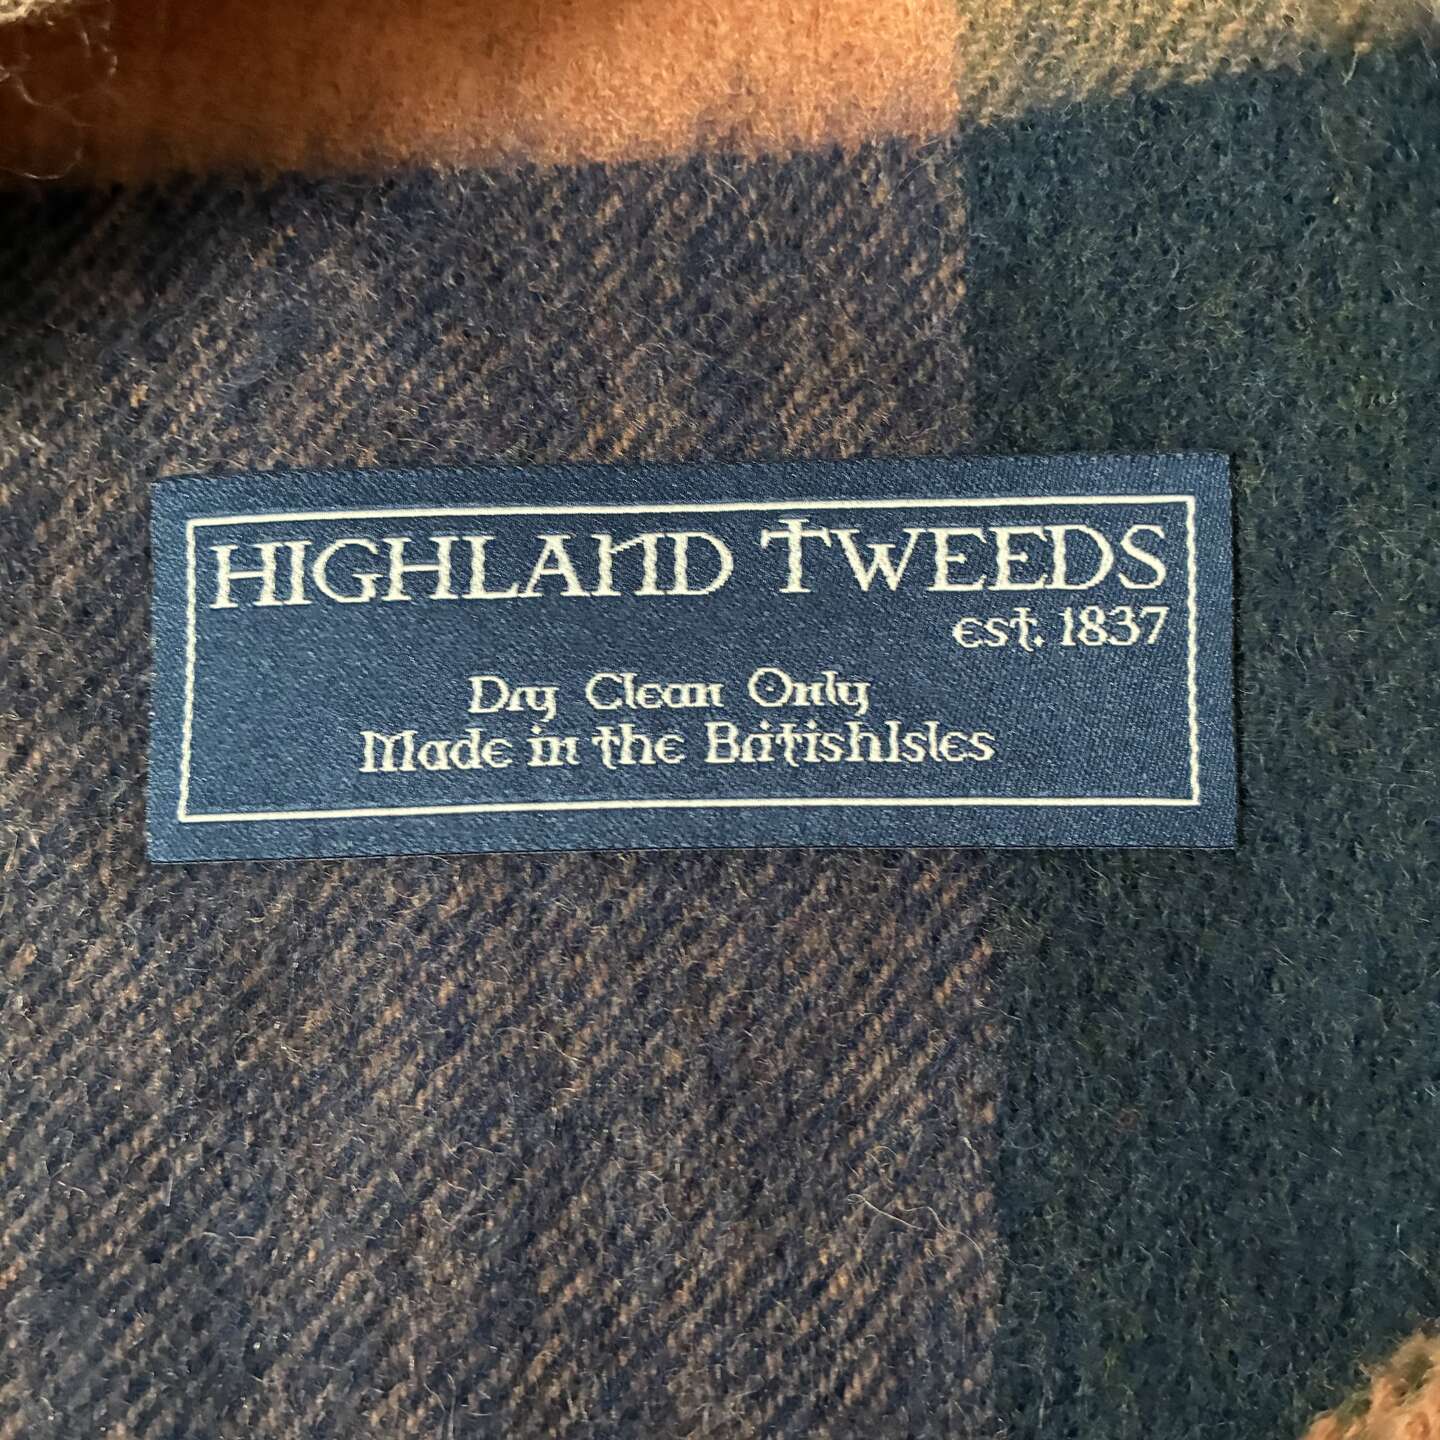 HIGHLAND TWEEDS
est. 1837
Dry Clean Only
Made in the BritishIsles